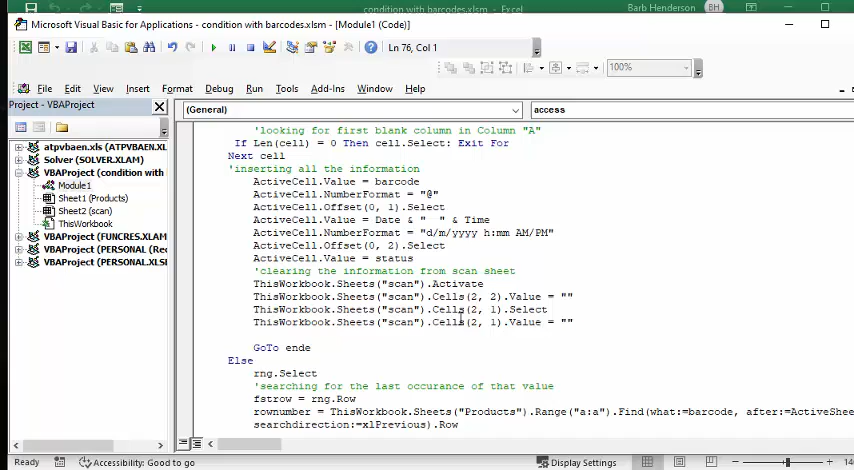 condition with barcodes.xlsm - Excel
Barb Henderson
BH
Microsoft Visual Basic for Applications - condition with barcodes.xlsm - [Module1 (Code)]
Ln 76, Col 1
100%
File Edit View Insert Format Debug Run Tools Add-Ins Window Help
Project - VBAProject
(General)
access
atpvbaen.xls (ATPVBAEN.XL
Solver (SOLVER.XLAM)
VBAProject (condition with
Module1
Sheet1 (Products)
Sheet2 (scan)
ThisWorkbook
VBAProject (FUNCRES.XLAM
VBAProject (PERSONAL (Rec
VBAProject (PERSONAL.XLSE
'looking for first blank column in Column "A"
If Len(cell) = 0 Then cell.Select: Exit For
Next cell
'inserting all the information
ActiveCell.Value = barcode
ActiveCell.NumberFormat = "@"
ActiveCell.Offset(0, 1).Select
ActiveCell.Value = Date & "  " & Time
ActiveCell.NumberFormat = "d/m/yyyy h:mm AM/PM"
ActiveCell.Offset(0, 2).Select
ActiveCell.Value = status
'clearing the information from scan sheet
ThisWorkbook.Sheets("scan").Activate
ThisWorkbook.Sheets("scan").Cells(2, 2).Value = ""
ThisWorkbook.Sheets("scan").Cells(2, 1).Select
ThisWorkbook.Sheets("scan").Cells(2, 1).Value = ""
GoTo ende
Else
rng.Select
'searching for the last occurance of that value
fstrow = rng.Row
rownumber = ThisWorkbook.Sheets("Products").Range("a:a").Find(what:=barcode, after:=ActiveShee
searchdirection:=xlPrevious).Row
Ready
Accessibility: Good to go
Display Settings